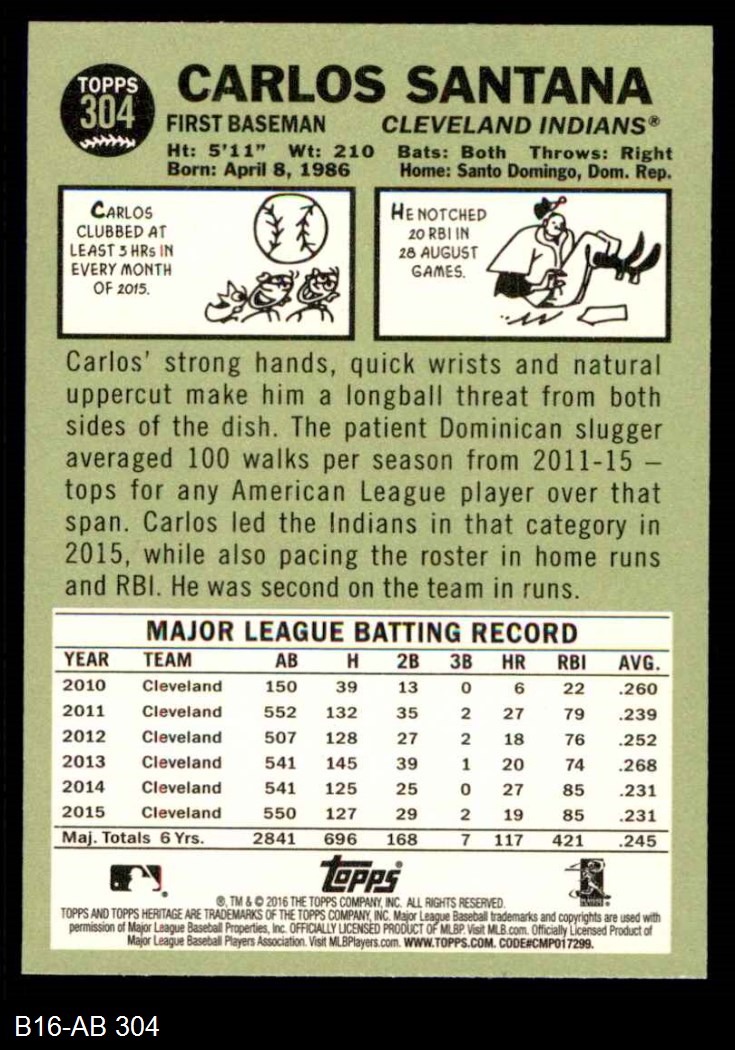 TOPPS
304
CARLOS SANTANA
FIRST BASEMAN CLEVELAND INDIANS®
Ht: 5'11" Wt: 210 Bats: Both Throws: Right
Born: April 8, 1986 Home: Santo Domingo, Dom. Rep.
CARLOS
CLUBBED AT
LEAST 3 HRs IN
EVERY MONTH
OF 2015.
HE NOTCHED
20 RBI IN
28 AUGUST
GAMES.
Carlos' strong hands, quick wrists and natural
uppercut make him a longball threat from both
sides of the dish. The patient Dominican slugger
averaged 100 walks per season from 2011-15 –
tops for any American League player over that
span. Carlos led the Indians in that category in
2015, while also pacing the roster in home runs
and RBI. He was second on the team in runs.
MAJOR LEAGUE BATTING RECORD
YEAR TEAM AB H 2B 3B HR RBI AVG.
2010 Cleveland 150 39 13 0 6 22 .260
2011 Cleveland 552 132 35 2 27 79 .239
2012 Cleveland 507 128 27 2 18 76 .252
2013 Cleveland 541 145 39 1 20 74 .268
2014 Cleveland 541 125 25 0 27 85 .231
2015 Cleveland 550 127 29 2 19 85 .231
Maj. Totals 6 Yrs. 2841 696 168 7 117 421 .245
topps
®, TM & © 2016 THE TOPPS COMPANY, INC. ALL RIGHTS RESERVED.
TOPPS AND TOPPS HERITAGE ARE TRADEMARKS OF THE TOPPS COMPANY, INC. Major League Baseball trademarks and copyrights are used with
permission of Major League Baseball Properties, Inc. OFFICIALLY LICENSED PRODUCT OF MLBP. Visit MLB.com. Officially Licensed Product of
Major League Baseball Players Association. Visit MLBPlayers.com. WWW.TOPPS.COM. CODE#CMP017299.
B16-AB 304